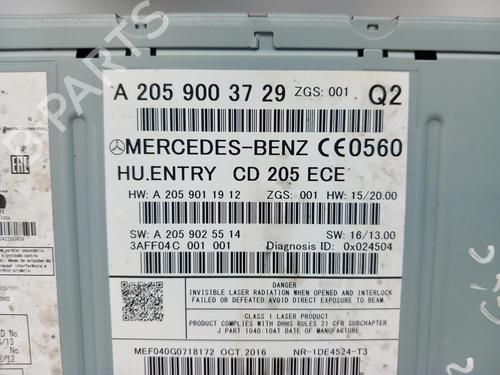 A 205 900 3729 ZGS: 001 Q2
MERCEDES-BENZ CE0560
HU.ENTRY CD 205 ECE
HW: A 205 901 19 12 ZGS: 001 HW: 15/20.00
SW: A 205 902 55 14 SW: 16/13.00
3AFF04C 001 001 Diagnosis ID: 0x024504
DANGER
INVISIBLE LASER RADIATION WHEN OPENED AND INTERLOCK
FAILED OR DEFEATED. AVOID DIRECT EXPOSURE TO BEAM.
CLASS 1 LASER PRODUCT
PRODUCT COMPLIES WITH DHHS RULES 21 CFR SUBCHAPTER
J PART 1040 10AT DATE OF MANUFACTURE
MEF040G0718172 OCT.2016 NR-1DE4524-T3
EAC